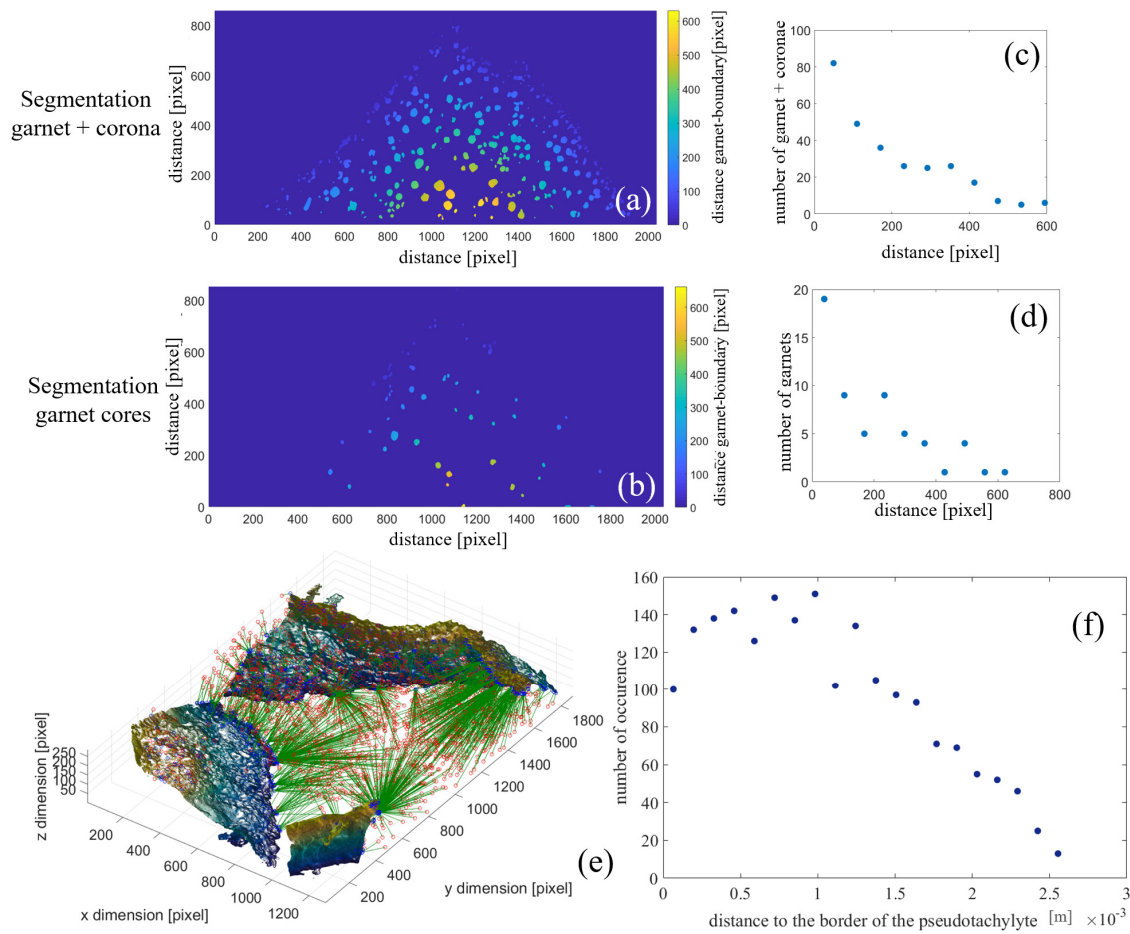 Segmentation
garnet + corona
distance [pixel]
800
600
400
200
0
0 200 400 600 800 1000 1200 1400 1600 1800 2000
distance [pixel]
(a)
600
500
400
300
200
100
0
distance garnet-boundary[pixel]
number of garnet + coronae
100
80
60
40
20
0
0 200 400 600
distance [pixel]
(c)
Segmentation
garnet cores
distance [pixel]
800
600
400
200
0
0 200 400 600 800 1000 1200 1400 1600 1800 2000
distance [pixel]
(b)
600
500
400
300
200
100
0
distance garnet-boundary [pixel]
number of garnets
20
15
10
5
0
0 200 400 600 800
distance [pixel]
(d)
z dimension [pixel]
250
200
150
100
50
200
400
600
800
1000
1200
x dimension [pixel]
200
400
600
800
1000
1200
1400
1600
1800
y dimension [pixel]
(e)
number of occurence
160
140
120
100
80
60
40
20
0
0 0.5 1 1.5 2 2.5 3
distance to the border of the pseudotachylyte [m] ×10⁻³
(f)